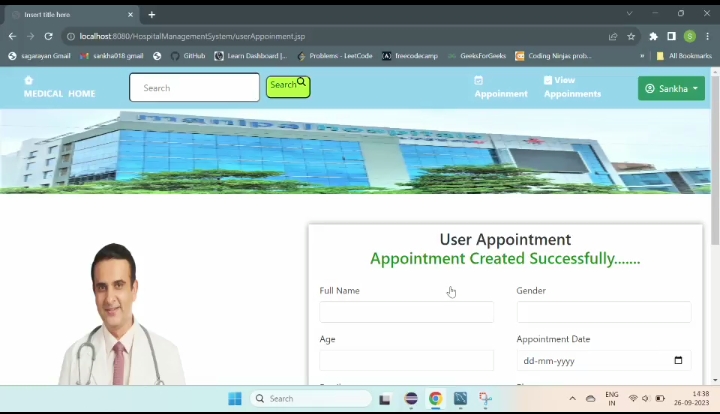 Insert title here
localhost:8080/HospitalManagementSystem/userAppointment.jsp
sagarayan Gmail
sankha018 gmail
GitHub
Learn Dashboard |...
Problems - LeetCode
freecodecamp
GeeksForGeeks
Coding Ninjas prob...
»
All Bookmarks
MEDICAL HOME
Search
Search
Appoinment
View
Appoinments
Sankha
manipalhospitals
User Appointment
Appointment Created Successfully.......
Full Name
Gender
Age
Appointment Date
dd-mm-yyyy
Search
ENG
IN
14:38
26-09-2023